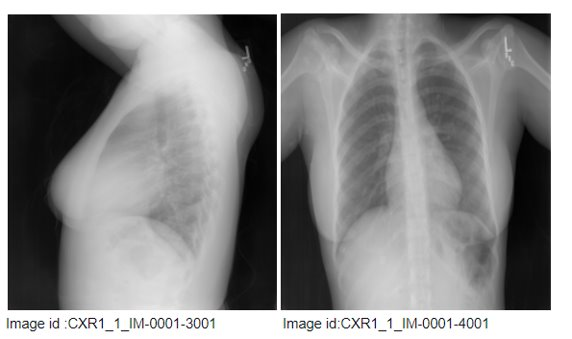 L
L
Image id :CXR1_1_IM-0001-3001
Image id:CXR1_1_IM-0001-4001